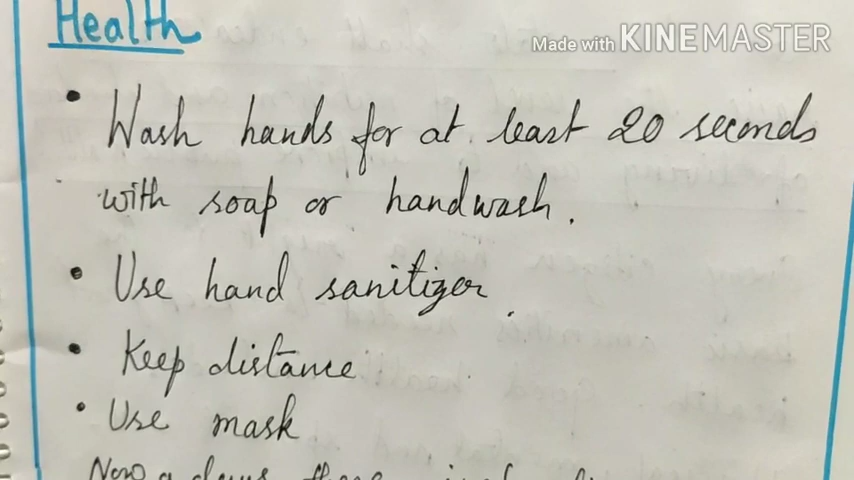 Health
Made with KINEMASTER
• Wash hands for at least 20 seconds
with soap or handwash.
• Use hand sanitizer.
• Keep distance
• Use mask